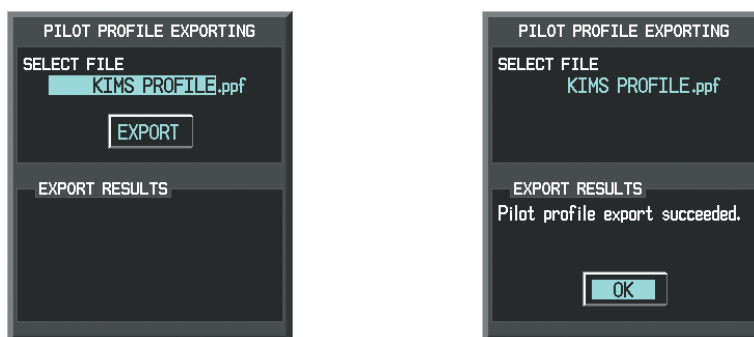 PILOT PROFILE EXPORTING
SELECT FILE
KIMS PROFILE.ppf
EXPORT
EXPORT RESULTS
PILOT PROFILE EXPORTING
SELECT FILE
KIMS PROFILE.ppf
EXPORT RESULTS
Pilot profile export succeeded.
OK